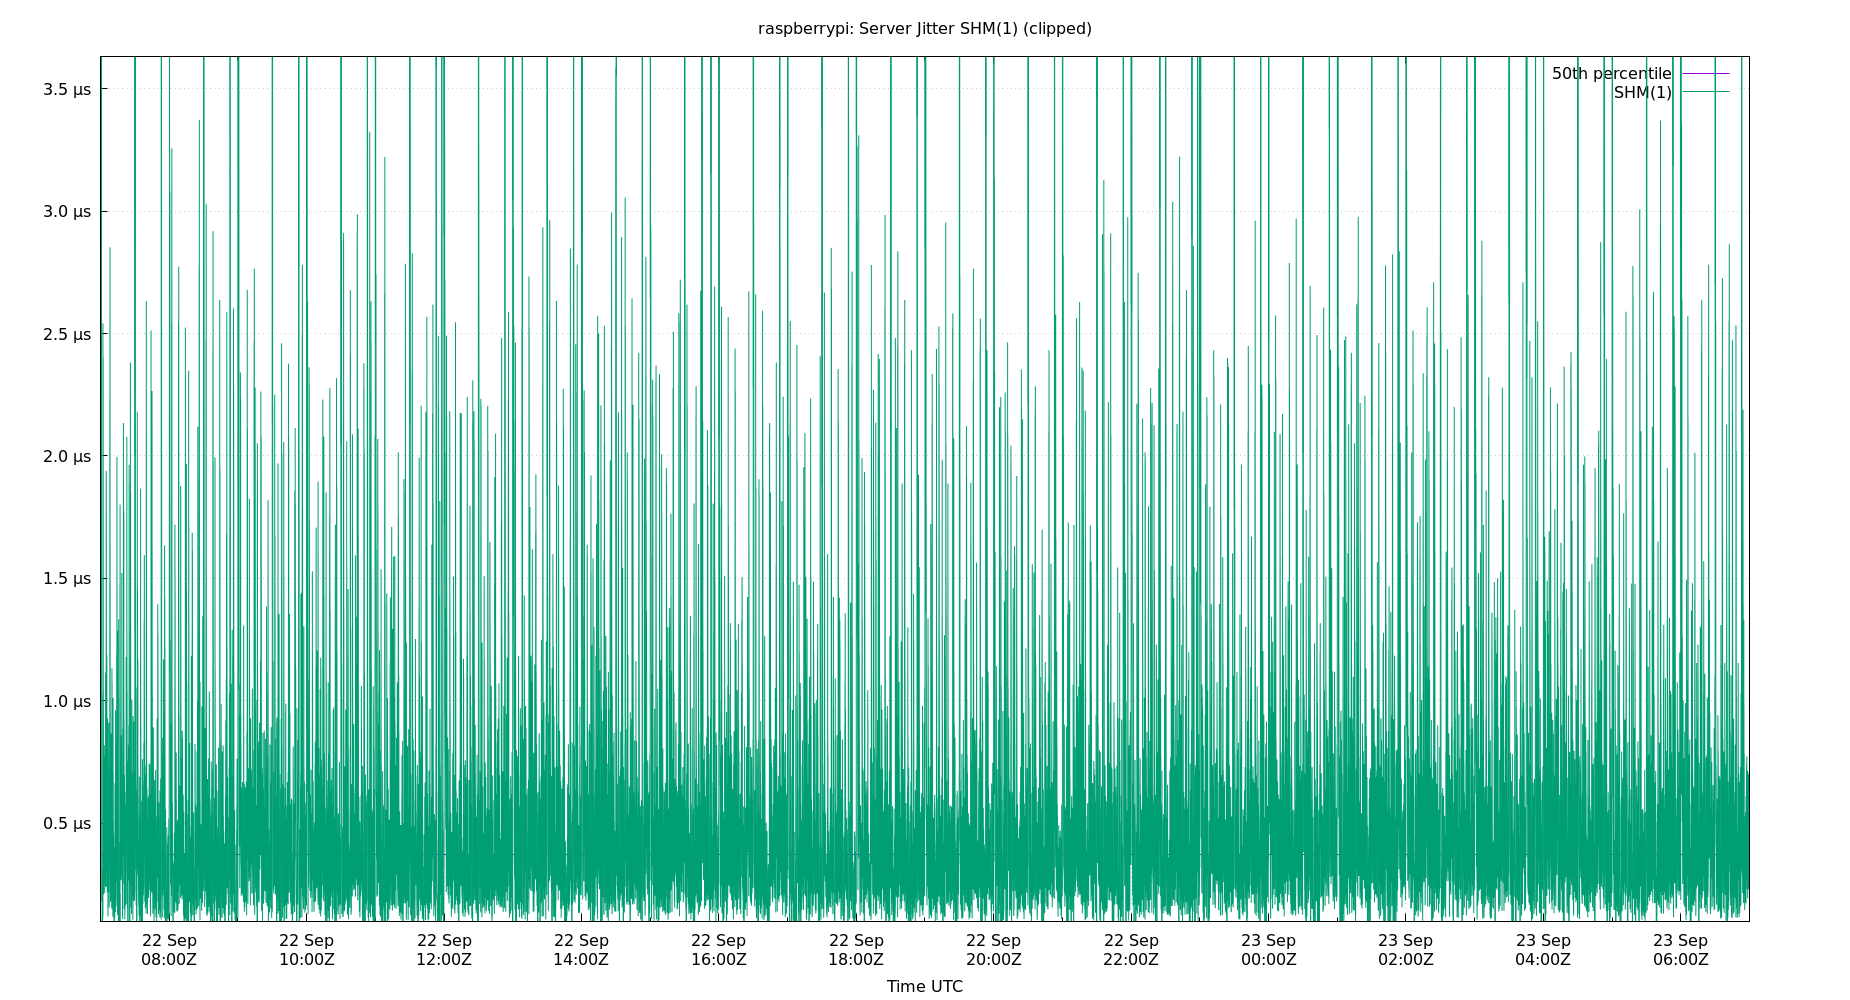 raspberrypi: Server Jitter SHM(1) (clipped)
50th percentile
SHM(1)
3.5 µs
3.0 µs
2.5 µs
2.0 µs
1.5 µs
1.0 µs
0.5 µs
22 Sep 22 Sep 22 Sep 22 Sep 22 Sep 22 Sep 22 Sep 22 Sep 23 Sep 23 Sep 23 Sep 23 Sep
08:00Z 10:00Z 12:00Z 14:00Z 16:00Z 18:00Z 20:00Z 22:00Z 00:00Z 02:00Z 04:00Z 06:00Z
Time UTC